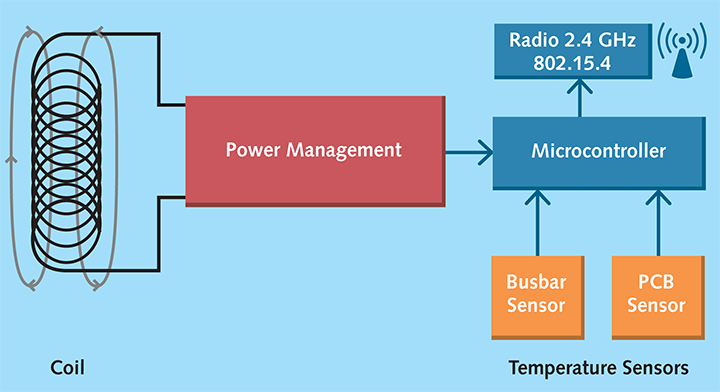 Radio 2.4 GHz
802.15.4
Power Management
Microcontroller
Busbar
Sensor
PCB
Sensor
Coil
Temperature Sensors